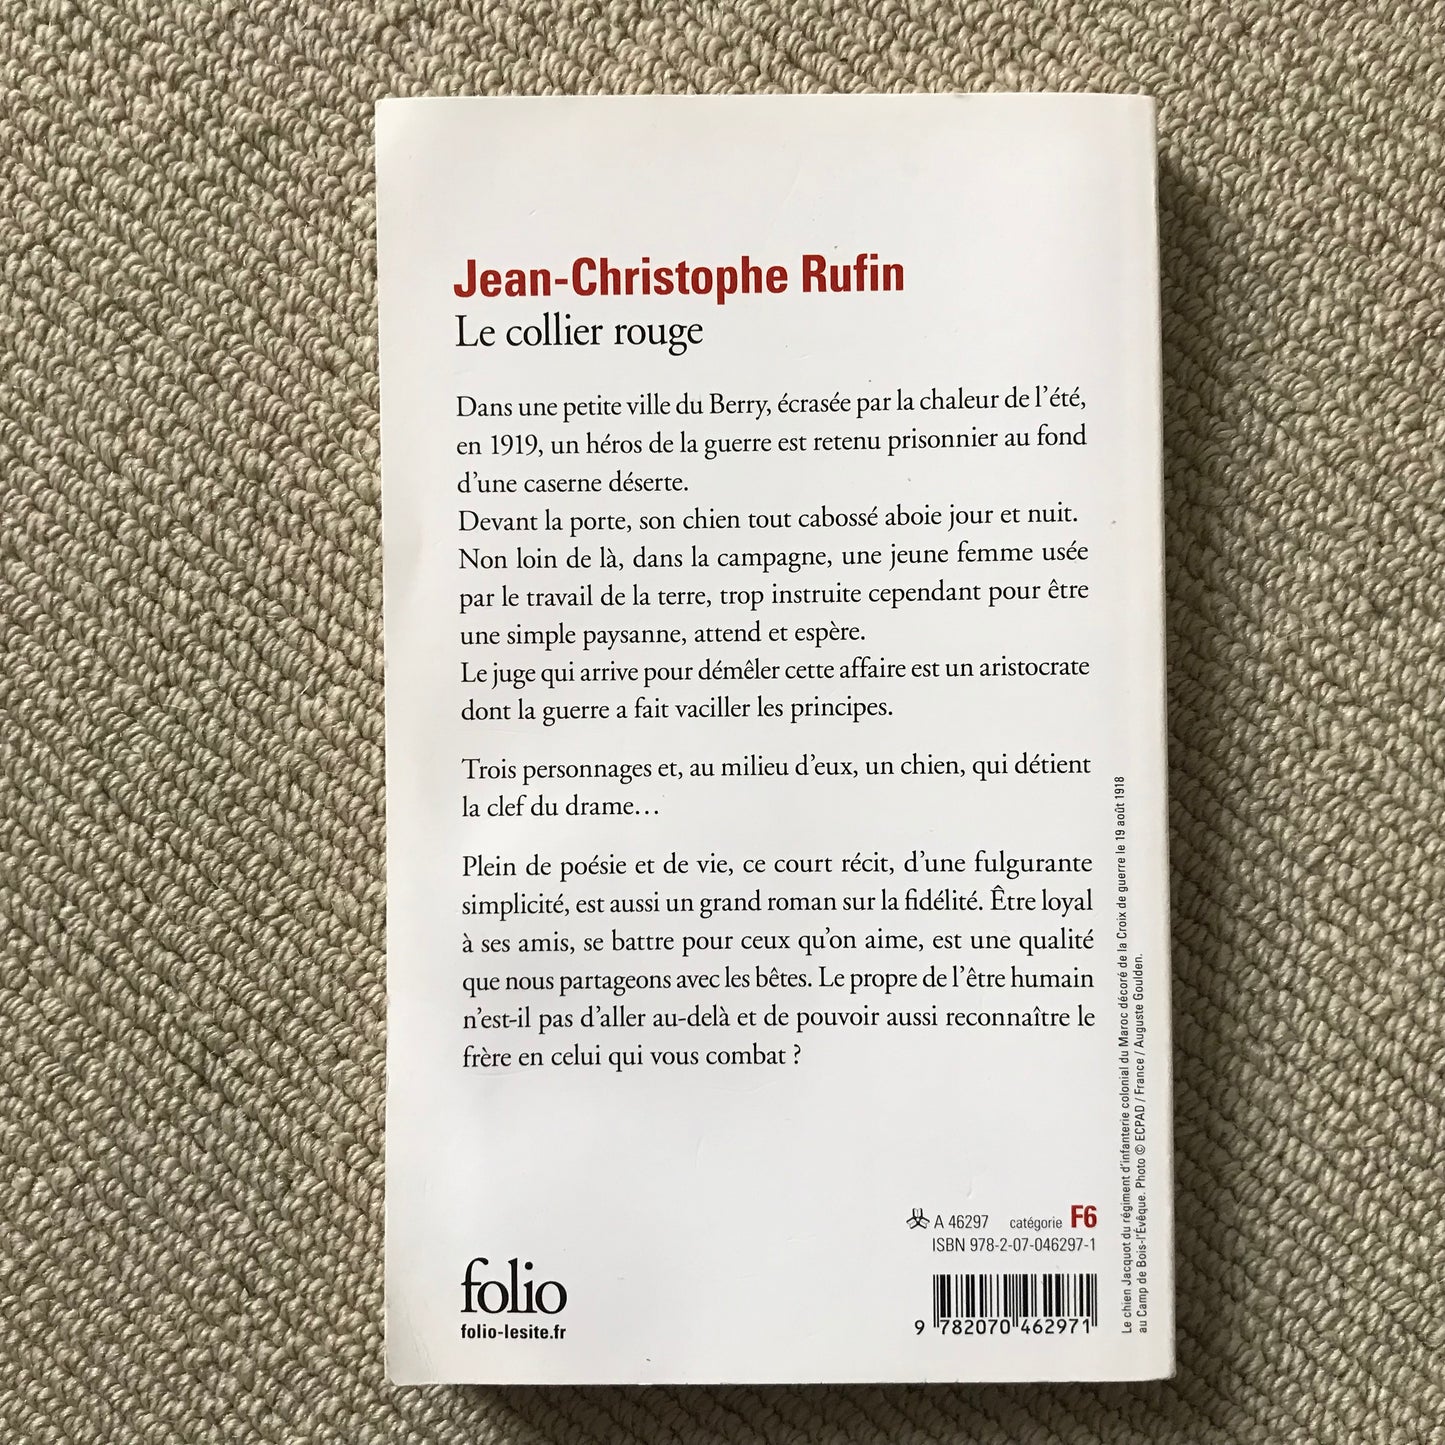 Jean-Christophe Rufin
Le collier rouge
Dans une petite ville du Berry, écrasée par la chaleur de l'été,
en 1919, un héros de la guerre est retenu prisonnier au fond
d'une caserne déserte.
Devant la porte, son chien tout cabossé aboie jour et nuit.
Non loin de là, dans la campagne, une jeune femme usée
par le travail de la terre, trop instruite cependant pour être
une simple paysanne, attend et espère.
Le juge qui arrive pour démêler cette affaire est un aristocrate
dont la guerre a fait vaciller les principes.
Trois personnages et, au milieu d'eux, un chien, qui détient
la clef du drame…
Plein de poésie et de vie, ce court récit, d'une fulgurante
simplicité, est aussi un grand roman sur la fidélité. Être loyal
à ses amis, se battre pour ceux qu'on aime, est une qualité
que nous partageons avec les bêtes. Le propre de l'être humain
n'est-il pas d'aller au-delà et de pouvoir aussi reconnaître le
frère en celui qui vous combat ?
A 46297 catégorie F6
ISBN 978-2-07-046297-1
9 782070 462971
folio
folio-lesite.fr
Le chien Jacquot du régiment d'infanterie colonial du Maroc décoré de la Croix de guerre le 19 août 1918
au Camp de Bois-l'Évêque. Photo © ECPAD / France / Auguste Goulden.